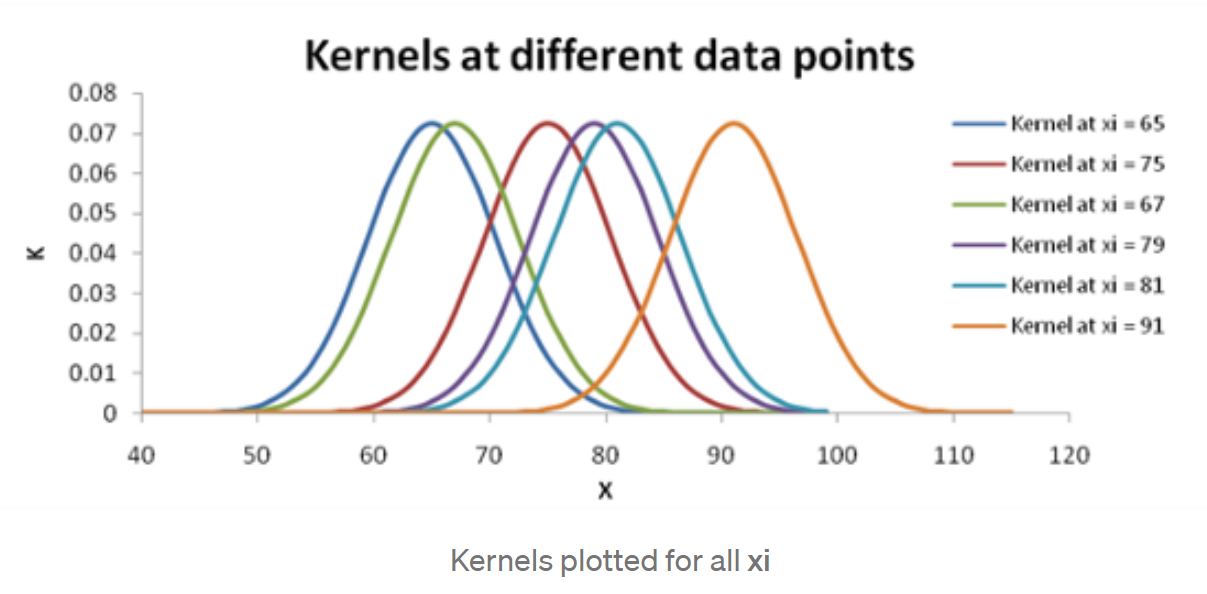 Kernels at different data points
0.08
0.07
0.06
0.05
0.04
0.03
0.02
0.01
0
K
40 50 60 70 80 90 100 110 120
X
Kernel at xi = 65
Kernel at xi = 75
Kernel at xi = 67
Kernel at xi = 79
Kernel at xi = 81
Kernel at xi = 91
Kernels plotted for all xi